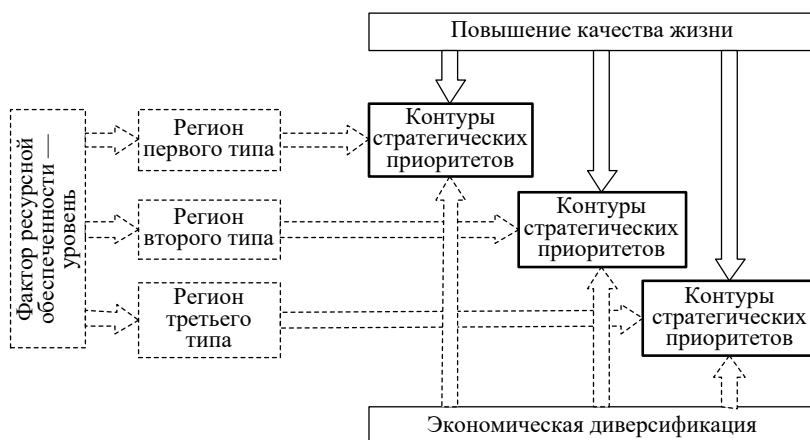 Повышение качества жизни
Фактор ресурсной
обеспеченности —
уровень
Регион
первого типа
Контуры
стратегических
приоритетов
Регион
второго типа
Контуры
стратегических
приоритетов
Регион
третьего
типа
Контуры
стратегических
приоритетов
Экономическая диверсификация